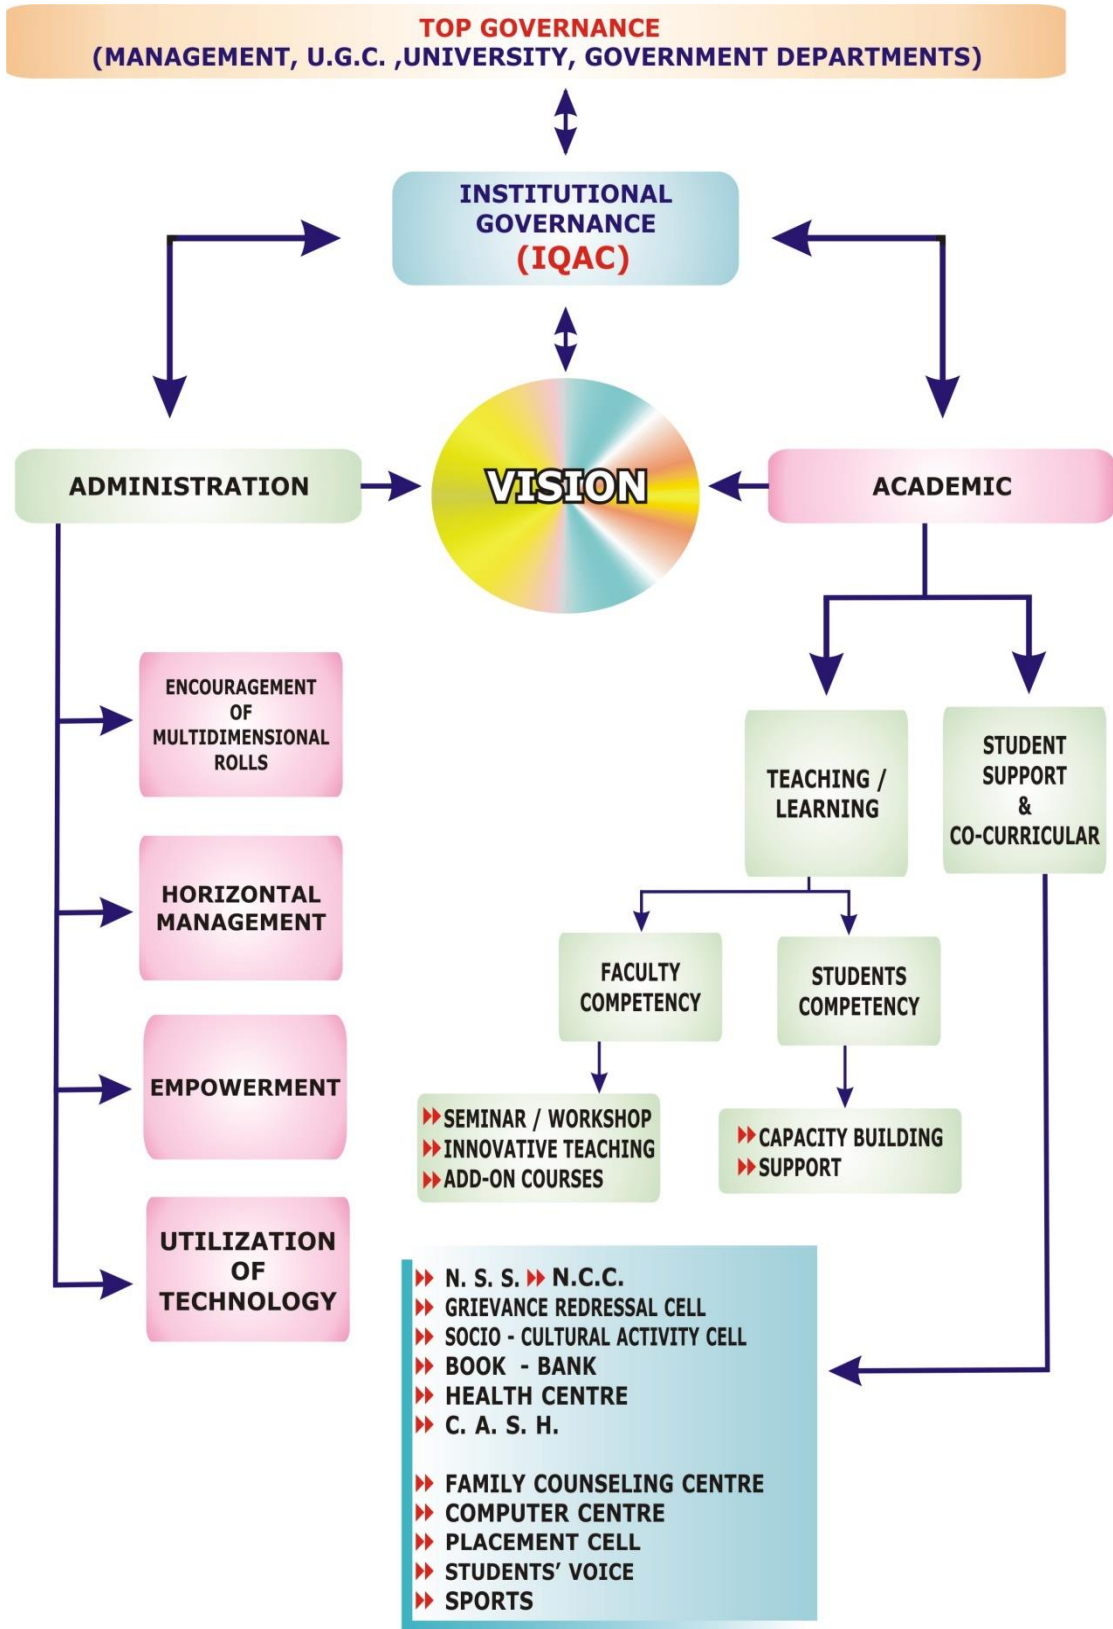 TOP GOVERNANCE
(MANAGEMENT, U.G.C. ,UNIVERSITY, GOVERNMENT DEPARTMENTS)
INSTITUTIONAL
GOVERNANCE
(IQAC)
ADMINISTRATION
VISION
ACADEMIC
ENCOURAGEMENT
OF
MULTIDIMENSIONAL
ROLLS
HORIZONTAL
MANAGEMENT
EMPOWERMENT
UTILIZATION
OF
TECHNOLOGY
TEACHING /
LEARNING
STUDENT
SUPPORT
&
CO-CURRICULAR
FACULTY
COMPETENCY
STUDENTS
COMPETENCY
SEMINAR / WORKSHOP
INNOVATIVE TEACHING
ADD-ON COURSES
CAPACITY BUILDING
SUPPORT
N. S. S. N.C.C.
GRIEVANCE REDRESSAL CELL
SOCIO - CULTURAL ACTIVITY CELL
BOOK - BANK
HEALTH CENTRE
C. A. S. H.
FAMILY COUNSELING CENTRE
COMPUTER CENTRE
PLACEMENT CELL
STUDENTS’ VOICE
SPORTS